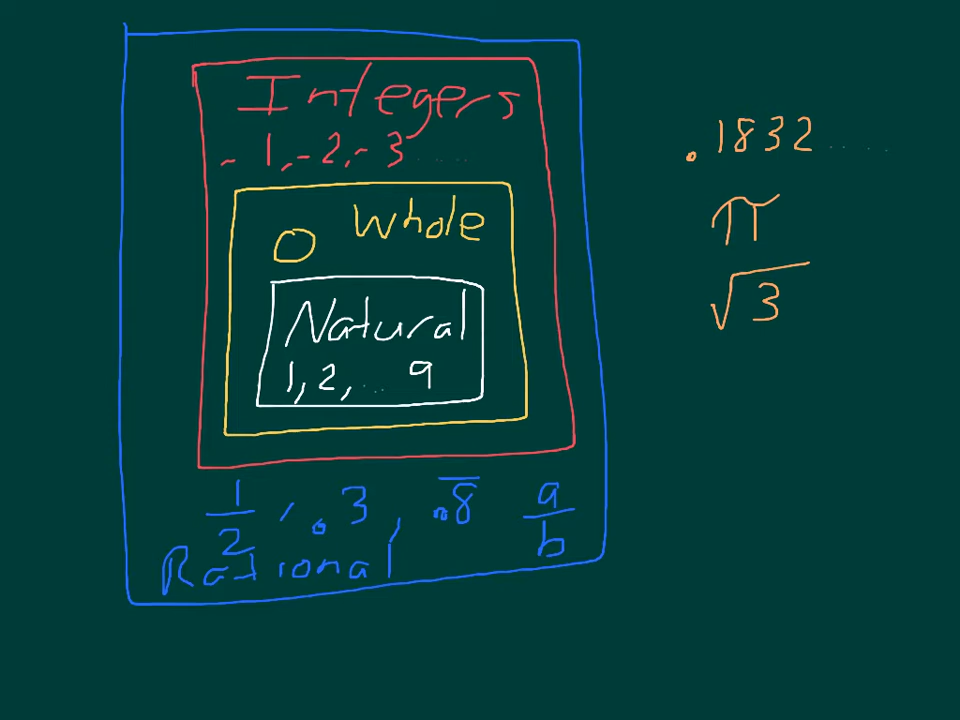 Integers
- 1, - 2, - 3 .....
0 Whole
Natural
1, 2, ... 9
1/2, .3, .8̅ a/b
Rational
.1832.....
π
√3